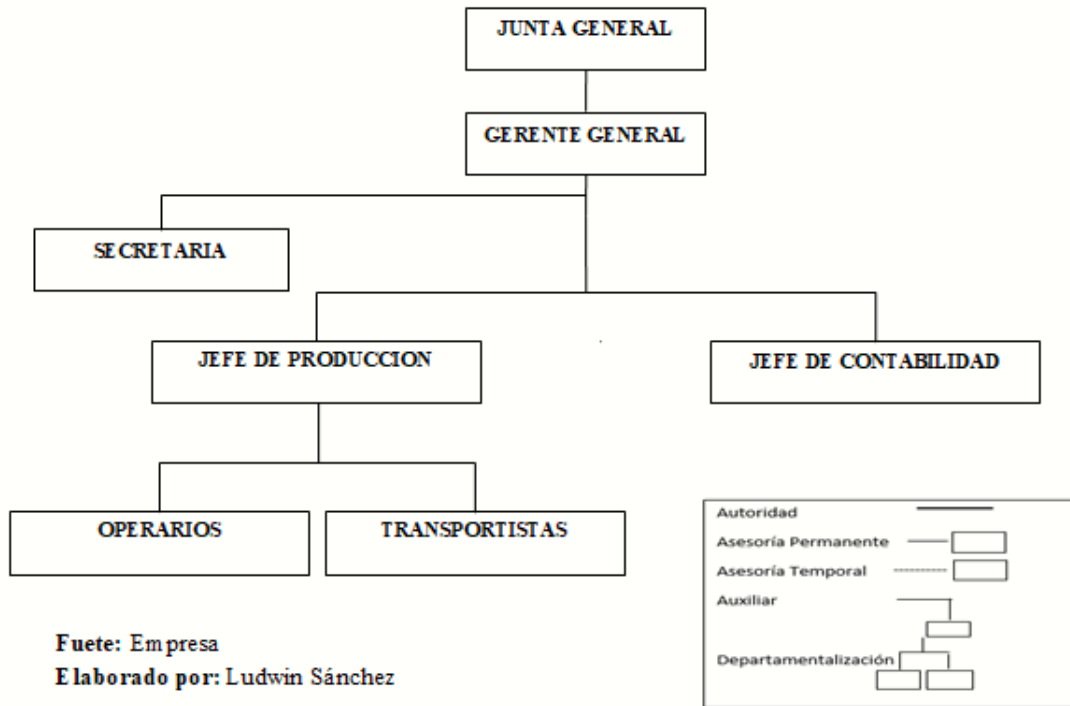 JUNTA GENERAL
GERENTE GENERAL
SECRETARIA
JEFE DE PRODUCCION
JEFE DE CONTABILIDAD
OPERARIOS
TRANSPORTISTAS
Autoridad
Asesoría Permanente
Asesoría Temporal
Auxiliar
Departamentalización
Fuete: Empresa
Elaborado por: Ludwin Sánchez